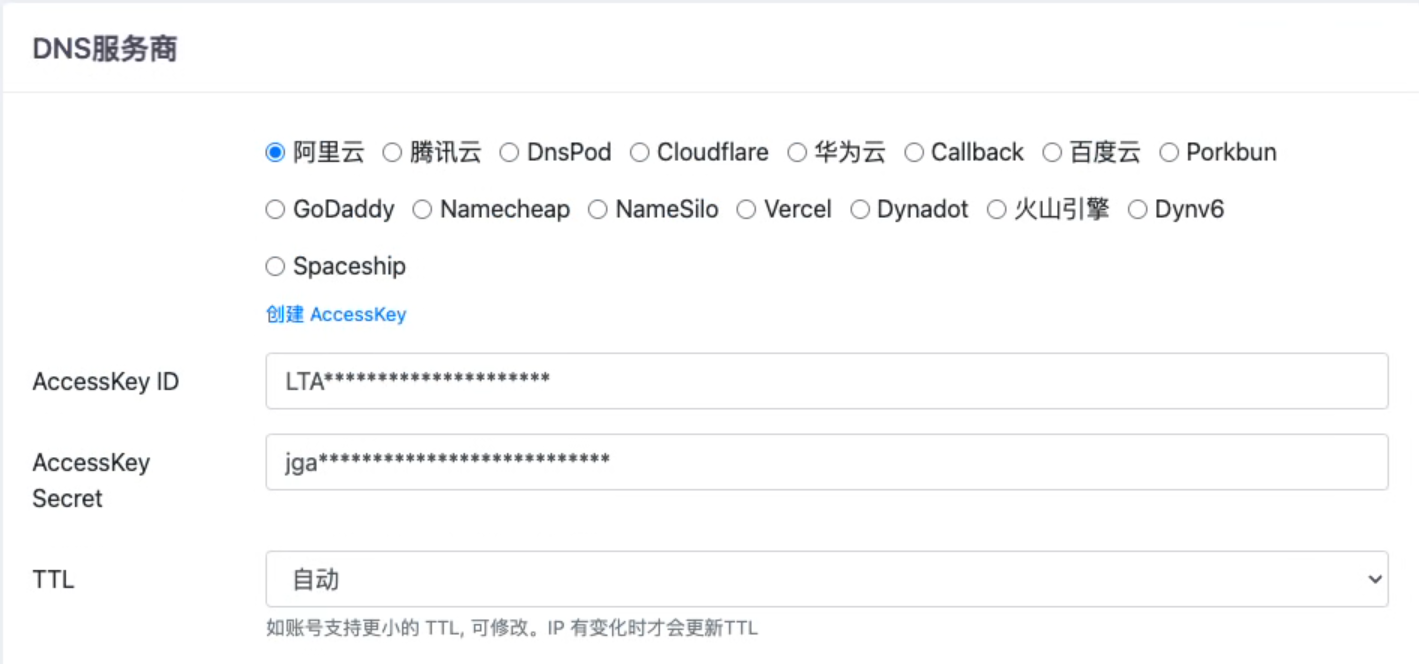 DNS服务商
阿里云 腾讯云 DnsPod Cloudflare 华为云 Callback 百度云 Porkbun
GoDaddy Namecheap NameSilo Vercel Dynadot 火山引擎 Dynv6
Spaceship
创建 AccessKey
AccessKey ID LTA*********************
AccessKey jga***************************
Secret
TTL 自动
如账号支持更小的 TTL, 可修改。IP 有变化时才会更新TTL